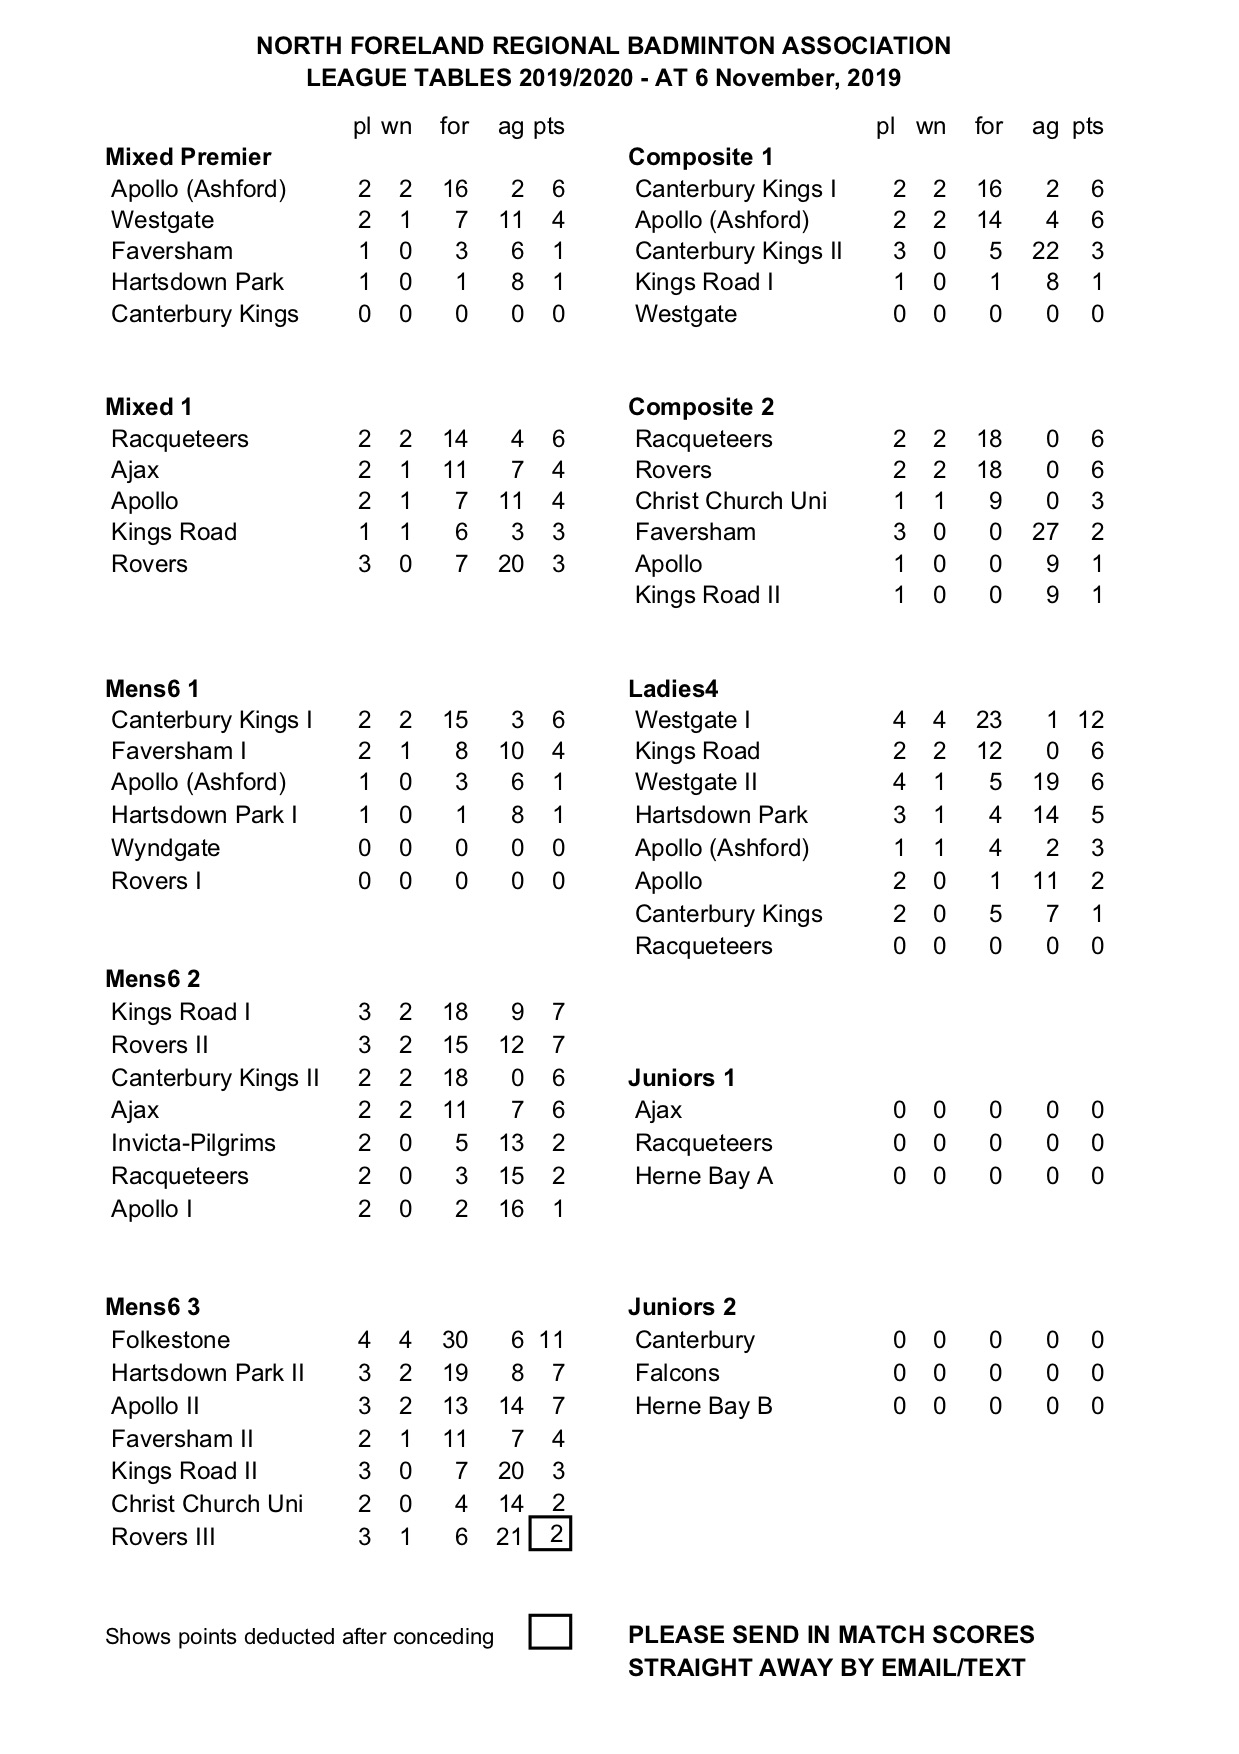 NORTH FORELAND REGIONAL BADMINTON ASSOCIATION
LEAGUE TABLES 2019/2020 - AT 6 November, 2019
pl wn for ag pts
Mixed Premier
Apollo (Ashford) 2 2 16 2 6
Westgate 2 1 7 11 4
Faversham 1 0 3 6 1
Hartsdown Park 1 0 1 8 1
Canterbury Kings 0 0 0 0 0
Mixed 1
Racqueteers 2 2 14 4 6
Ajax 2 1 11 7 4
Apollo 2 1 7 11 4
Kings Road 1 1 6 3 3
Rovers 3 0 7 20 3
Mens6 1
Canterbury Kings I 2 2 15 3 6
Faversham I 2 1 8 10 4
Apollo (Ashford) 1 0 3 6 1
Hartsdown Park I 1 0 1 8 1
Wyndgate 0 0 0 0 0
Rovers I 0 0 0 0 0
Mens6 2
Kings Road I 3 2 18 9 7
Rovers II 3 2 15 12 7
Canterbury Kings II 2 2 18 0 6
Ajax 2 2 11 7 6
Invicta-Pilgrims 2 0 5 13 2
Racqueteers 2 0 3 15 2
Apollo I 2 0 2 16 1
Mens6 3
Folkestone 4 4 30 6 11
Hartsdown Park II 3 2 19 8 7
Apollo II 3 2 13 14 7
Faversham II 2 1 11 7 4
Kings Road II 3 0 7 20 3
Christ Church Uni 2 0 4 14 2
Rovers III 3 1 6 21 2
Shows points deducted after conceding
pl wn for ag pts
Composite 1
Canterbury Kings I 2 2 16 2 6
Apollo (Ashford) 2 2 14 4 6
Canterbury Kings II 3 0 5 22 3
Kings Road I 1 0 1 8 1
Westgate 0 0 0 0 0
Composite 2
Racqueteers 2 2 18 0 6
Rovers 2 2 18 0 6
Christ Church Uni 1 1 9 0 3
Faversham 3 0 0 27 2
Apollo 1 0 0 9 1
Kings Road II 1 0 0 9 1
Ladies4
Westgate I 4 4 23 1 12
Kings Road 2 2 12 0 6
Westgate II 4 1 5 19 6
Hartsdown Park 3 1 4 14 5
Apollo (Ashford) 1 1 4 2 3
Apollo 2 0 1 11 2
Canterbury Kings 2 0 5 7 1
Racqueteers 0 0 0 0 0
Juniors 1
Ajax 0 0 0 0 0
Racqueteers 0 0 0 0 0
Herne Bay A 0 0 0 0 0
Juniors 2
Canterbury 0 0 0 0 0
Falcons 0 0 0 0 0
Herne Bay B 0 0 0 0 0
PLEASE SEND IN MATCH SCORES
STRAIGHT AWAY BY EMAIL/TEXT